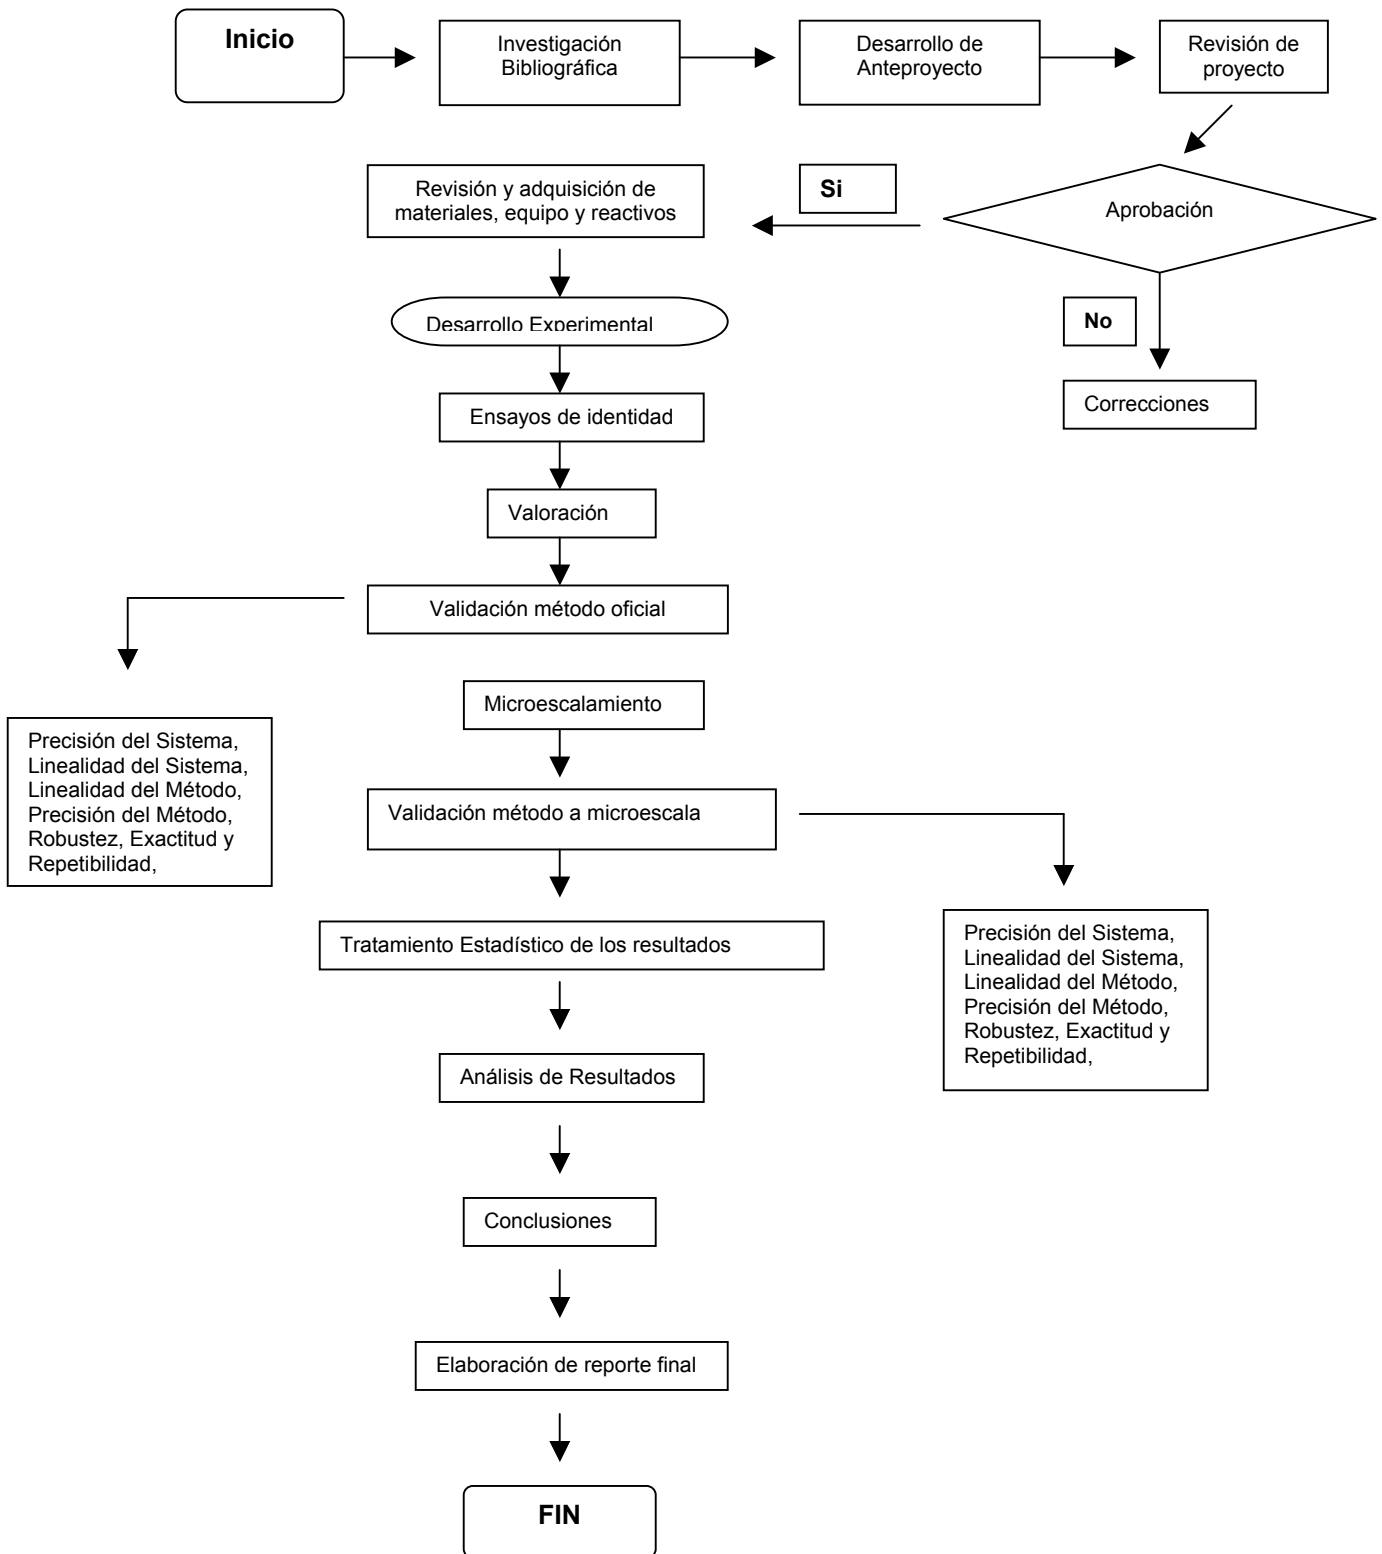 Inicio
Investigación
Bibliográfica
Desarrollo de
Anteproyecto
Revisión de
proyecto
Aprobación
Si
Revisión y adquisición de
materiales, equipo y reactivos
No
Correcciones
Desarrollo Experimental
Ensayos de identidad
Valoración
Validación método oficial
Precisión del Sistema,
Linealidad del Sistema,
Linealidad del Método,
Precisión del Método,
Robustez, Exactitud y
Repetibilidad,
Microescalamiento
Validación método a microescala
Precisión del Sistema,
Linealidad del Sistema,
Linealidad del Método,
Precisión del Método,
Robustez, Exactitud y
Repetibilidad,
Tratamiento Estadístico de los resultados
Análisis de Resultados
Conclusiones
Elaboración de reporte final
FIN